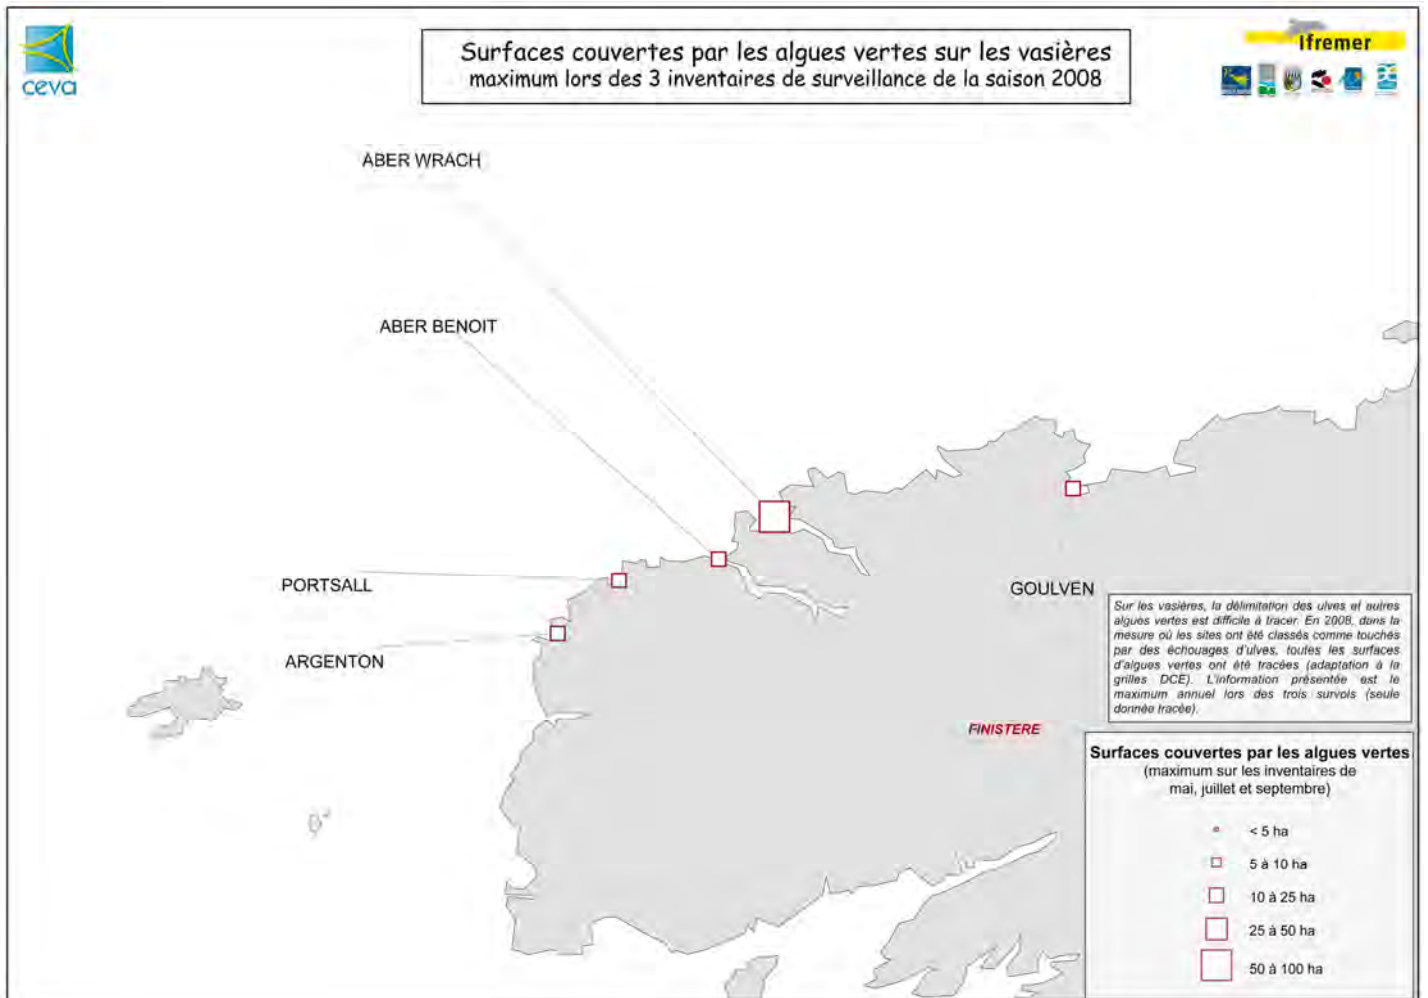 ceva
Surfaces couvertes par les algues vertes sur les vasières
maximum lors des 3 inventaires de surveillance de la saison 2008
Ifremer
ABER WRACH
ABER BENOIT
PORTSALL
ARGENTON
GOULVEN
Sur les vasières, la délimitation des ulves et autres
algues vertes est difficile à tracer. En 2008, dans la
mesure où les sites ont été classés comme touchés
par des échouages d'ulves, toutes les surfaces
d'algues vertes ont été tracées (adaptation à la
grilles DCE). L'information présentée est le
maximum annuel lors des trois survols (seule
donnée tracée).
FINISTERE
Surfaces couvertes par les algues vertes
(maximum sur les inventaires de
mai, juillet et septembre)
< 5 ha
5 à 10 ha
10 à 25 ha
25 à 50 ha
50 à 100 ha